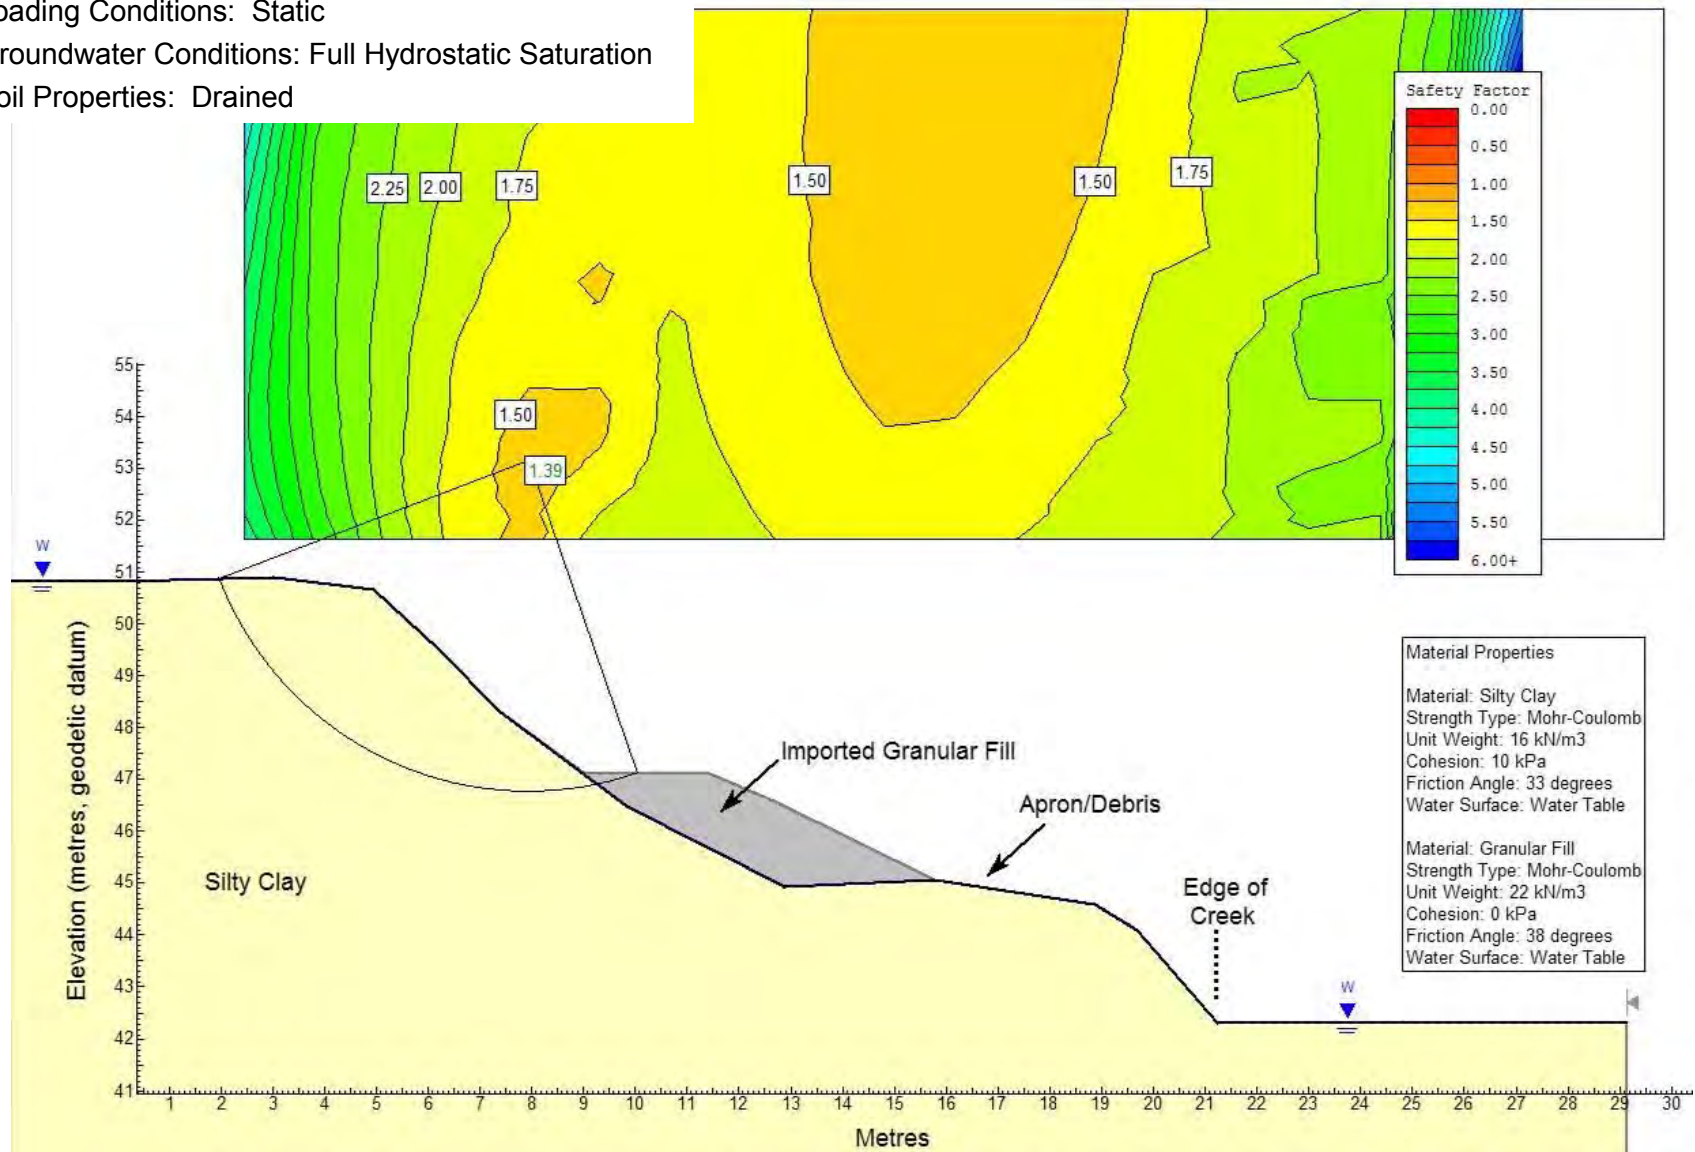 oading Conditions: Static
roundwater Conditions: Full Hydrostatic Saturation
oil Properties: Drained
Safety Factor
0.00
0.50
1.00
1.50
2.00
2.50
3.00
3.50
4.00
4.50
5.00
5.50
6.00+
2.25
2.00
1.75
1.50
1.50
1.75
1.50
1.39
55
54
53
52
51
50
49
48
47
46
45
44
43
42
41
Elevation (metres, geodetic datum)
W
Imported Granular Fill
Apron/Debris
Silty Clay
Edge of
Creek
W
Material Properties
Material: Silty Clay
Strength Type: Mohr-Coulomb
Unit Weight: 16 kN/m3
Cohesion: 10 kPa
Friction Angle: 33 degrees
Water Surface: Water Table
Material: Granular Fill
Strength Type: Mohr-Coulomb
Unit Weight: 22 kN/m3
Cohesion: 0 kPa
Friction Angle: 38 degrees
Water Surface: Water Table
1 2 3 4 5 6 7 8 9 10 11 12 13 14 15 16 17 18 19 20 21 22 23 24 25 26 27 28 29 30
Metres